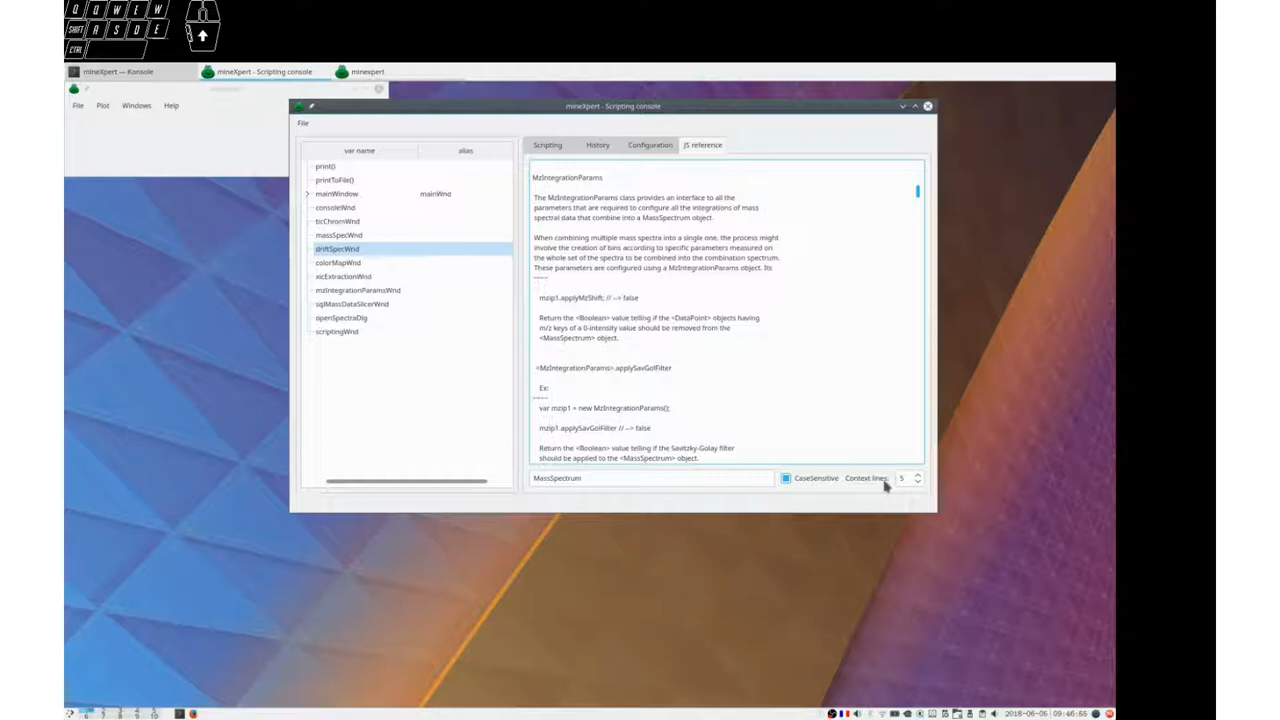 Q Q W E W
SHIFT A S D E
CTRL
mineXpert — Konsole
mineXpert - Scripting console
minexpert
File Plot Windows Help
mineXpert - Scripting console
File
var name alias
print()
printToFile()
mainWindow mainWnd
consoleWnd
ticChromWnd
massSpecWnd
driftSpecWnd
colorMapWnd
xicExtractionWnd
mzIntegrationParamsWnd
sqlMassDataSlicerWnd
openSpectraDlg
scriptingWnd
Scripting History Configuration JS reference
MzIntegrationParams
The MzIntegrationParams class provides an interface to all the
parameters that are required to configure all the integrations of mass
spectral data that combine into a MassSpectrum object.
When combining multiple mass spectra into a single one, the process might
involve the creation of bins according to specific parameters measured on
the whole set of the spectra to be combined into the combination spectrum.
These parameters are configured using a MzIntegrationParams object. Its
----
mzip1.applyMzShift; // --> false
Return the <Boolean> value telling if the <DataPoint> objects having
m/z keys of a 0-intensity value should be removed from the
<MassSpectrum> object.
<MzIntegrationParams>.applySavGolFilter
Ex:
----
var mzip1 = new MzIntegrationParams();
mzip1.applySavGolFilter // --> false
Return the <Boolean> value telling if the Savitzky-Golay filter
should be applied to the <MassSpectrum> object.
MassSpectrum CaseSensitive Context lines: 5
2018-06-06 09:46:55